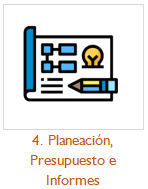 4. Planeación,
Presupuesto e
Informes